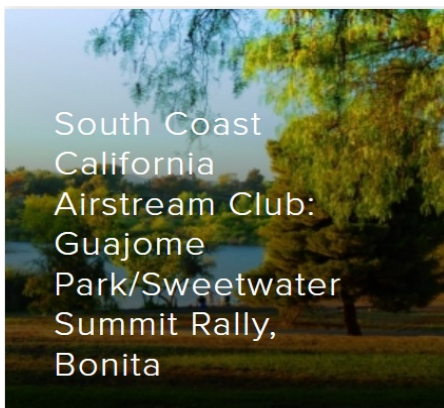 South Coast
California
Airstream Club:
Guajome
Park/Sweetwater
Summit Rally,
Bonita